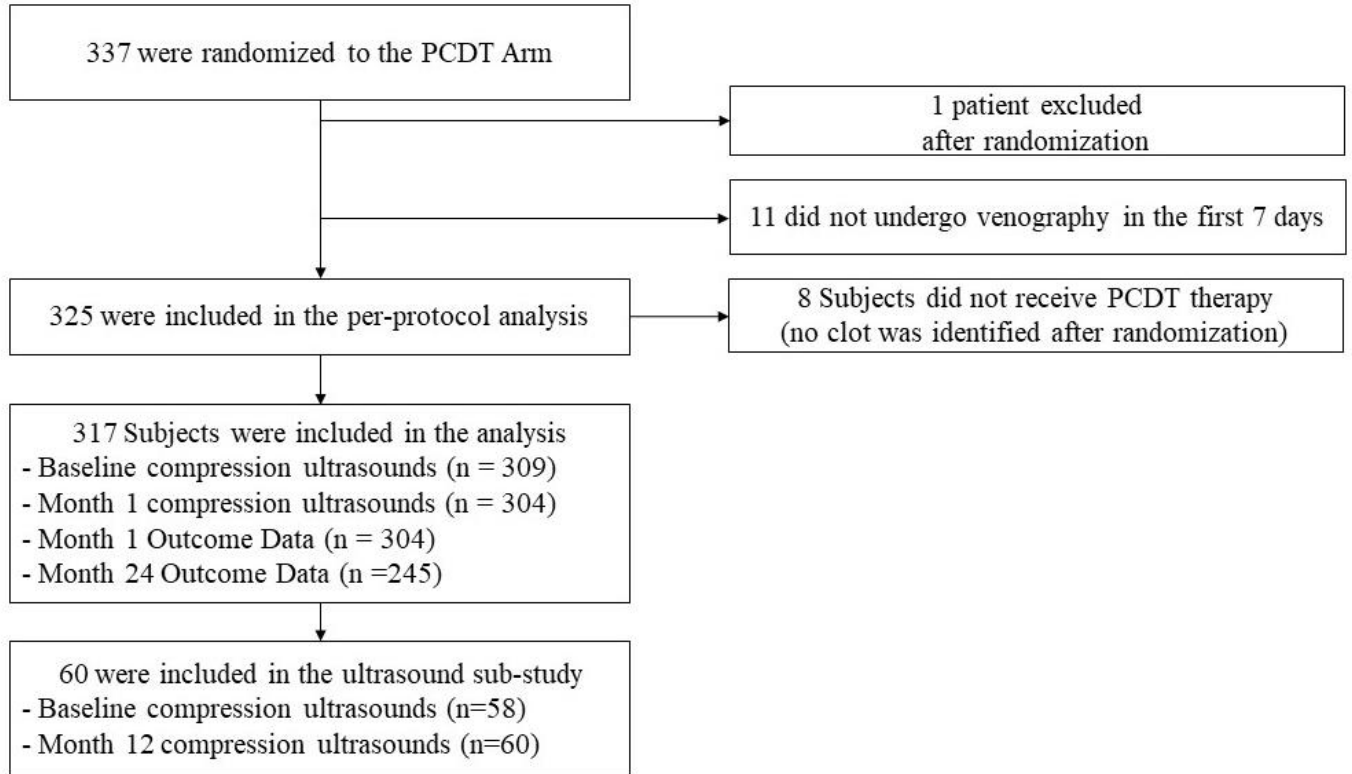 337 were randomized to the PCDT Arm
1 patient excluded
after randomization
11 did not undergo venography in the first 7 days
325 were included in the per-protocol analysis
8 Subjects did not receive PCDT therapy
(no clot was identified after randomization)
317 Subjects were included in the analysis
- Baseline compression ultrasounds (n = 309)
- Month 1 compression ultrasounds (n = 304)
- Month 1 Outcome Data (n = 304)
- Month 24 Outcome Data (n =245)
60 were included in the ultrasound sub-study
- Baseline compression ultrasounds (n=58)
- Month 12 compression ultrasounds (n=60)